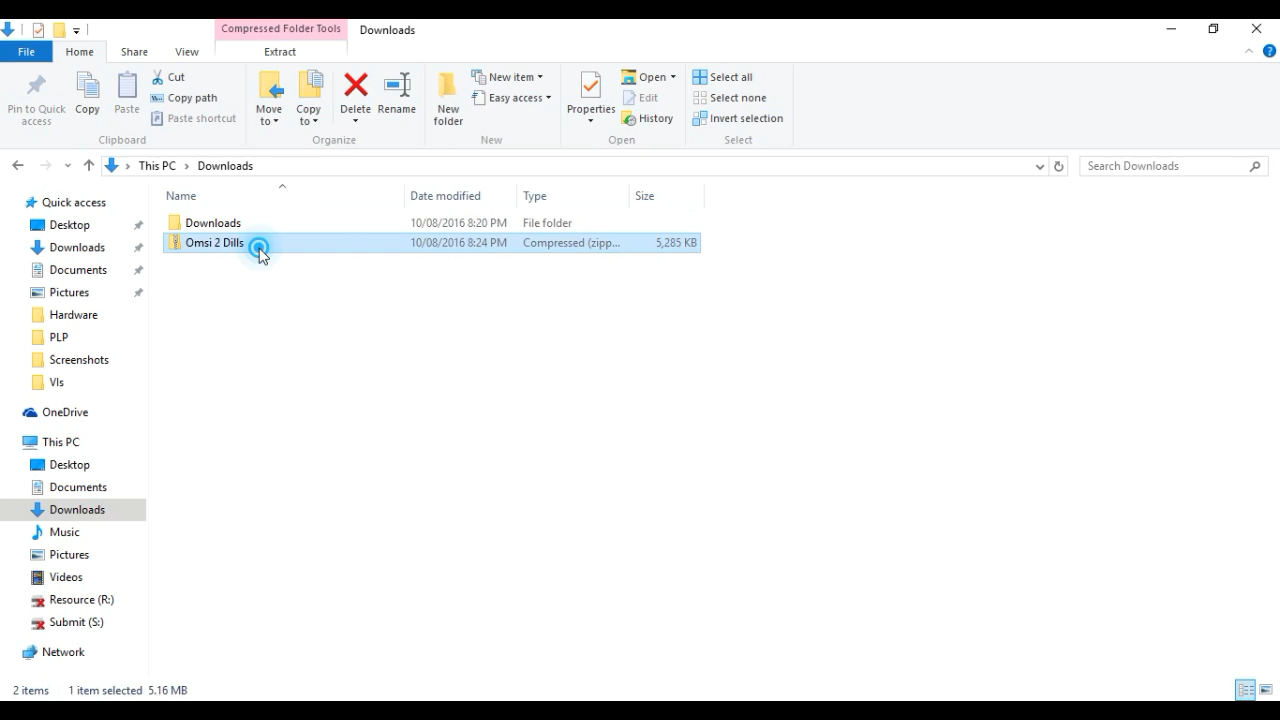 Compressed Folder Tools Downloads
File Home Share View Extract
Pin to Quick access
Copy
Paste
Cut
Copy path
Paste shortcut
Clipboard
Move to
Copy to
Delete
Rename
Organize
New folder
New item
Easy access
New
Properties
Open
Edit
History
Open
Select all
Select none
Invert selection
Select
This PC Downloads
Search Downloads
Name Date modified Type Size
Downloads 10/08/2016 8:20 PM File folder
Omsi 2 Dills 10/08/2016 8:24 PM Compressed (zipp... 5,285 KB
Quick access
Desktop
Downloads
Documents
Pictures
Hardware
PLP
Screenshots
VIs
OneDrive
This PC
Desktop
Documents
Downloads
Music
Pictures
Videos
Resource (R:)
Submit (S:)
Network
2 items 1 item selected 5.16 MB